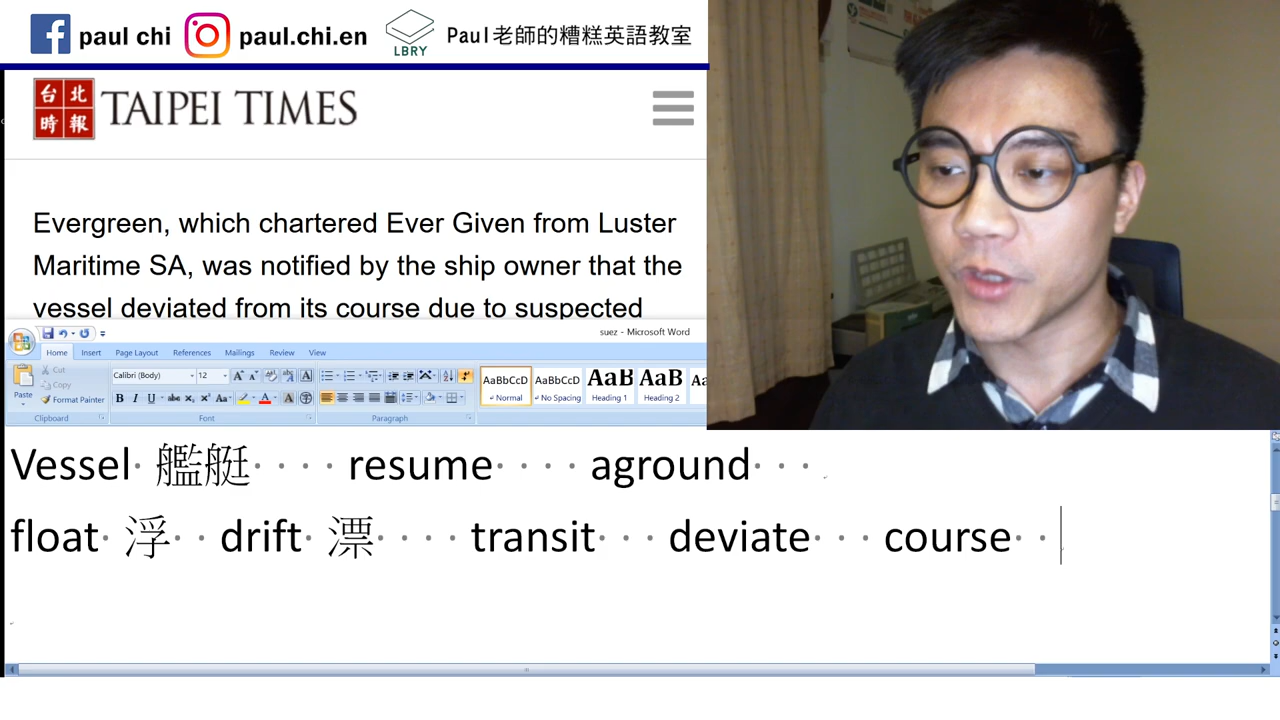 paul chi paul.chi.en LBRY Paul老師的糟糕英語教室
台北時報 TAIPEI TIMES
Evergreen, which chartered Ever Given from Luster
Maritime SA, was notified by the ship owner that the
vessel deviated from its course due to suspected
suez - Microsoft Word
Home Insert Page Layout References Mailings Review View
Paste Cut Copy Format Painter
Calibri (Body) 12
AaBbCcD AaBbCcD AaB AaB
Normal No Spacing Heading 1 Heading 2
Clipboard Font Paragraph
Vessel 艦艇 resume aground
float 浮 drift 漂 transit deviate course